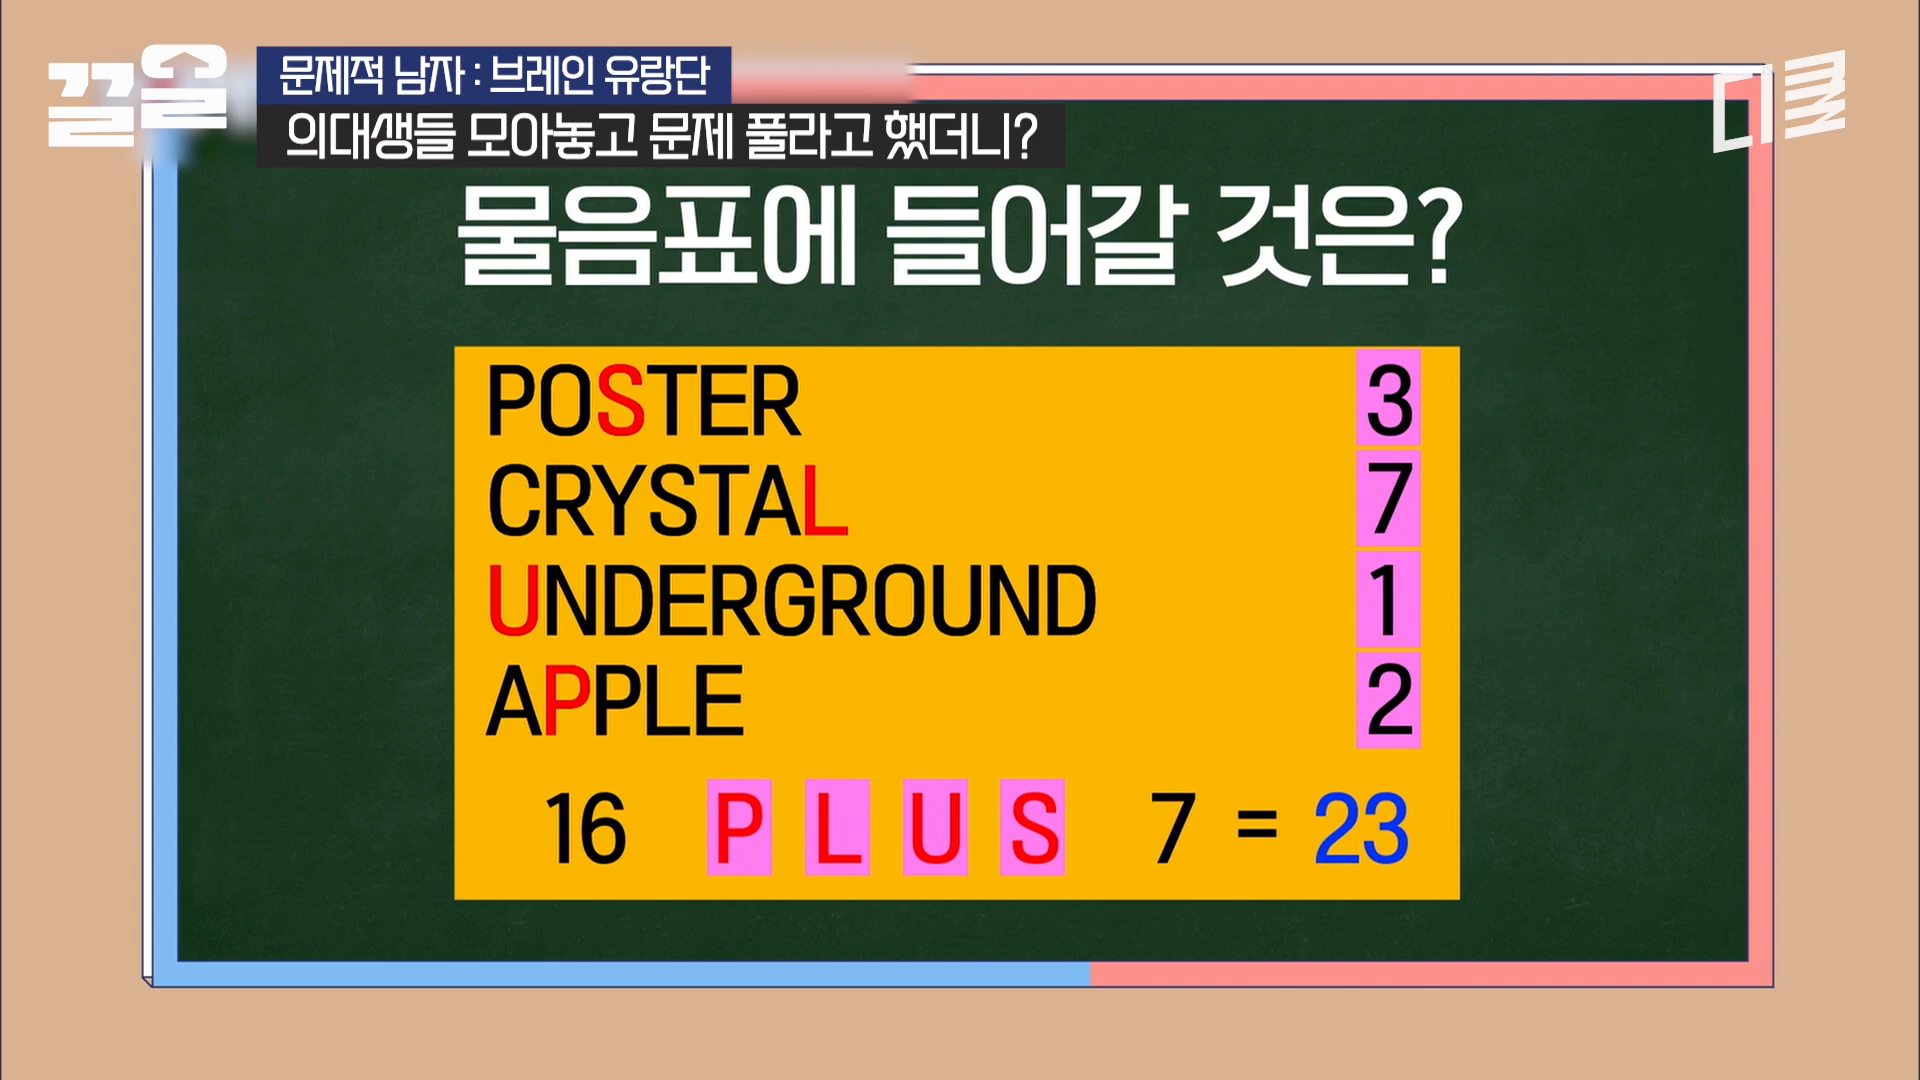 끌올
문제적 남자 : 브레인 유랑단
의대생들 모아놓고 문제 풀라고 했더니?
디글
물음표에 들어갈 것은?
POSTER 3
CRYSTAL 7
UNDERGROUND 1
APPLE 2
16 P L U S 7 = 23